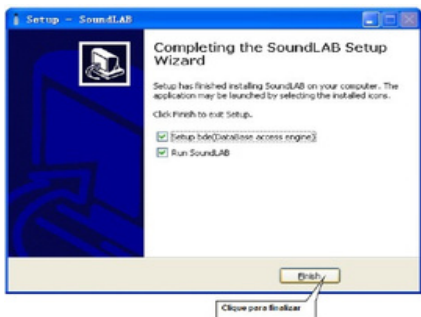 Setup - SoundLAB
Completing the SoundLAB Setup
Wizard
Setup has finished installing SoundLAB on your computer. The
application may be launched by selecting the installed icons.
Click Finish to exit Setup.
Setup bde(DataBase access engine)
Run SoundLAB
Finish
Clique para finalizar